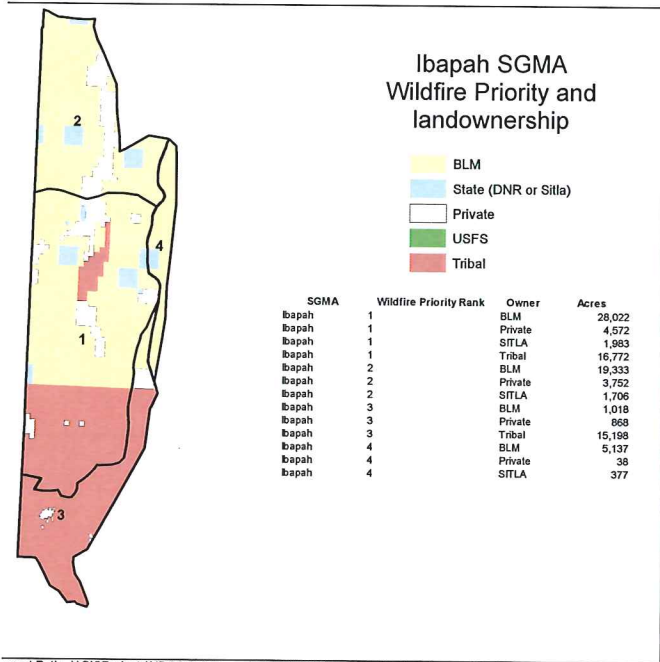 Ibapah SGMA
Wildfire Priority and
landownership
BLM
State (DNR or Sitla)
Private
USFS
Tribal
2
4
1
3
SGMA Wildfire Priority Rank Owner Acres
Ibapah 1 BLM 28,022
Ibapah 1 Private 4,572
Ibapah 1 SITLA 1,983
Ibapah 1 Tribal 16,772
Ibapah 2 BLM 19,333
Ibapah 2 Private 3,752
Ibapah 2 SITLA 1,706
Ibapah 3 BLM 1,018
Ibapah 3 Private 868
Ibapah 3 Tribal 15,198
Ibapah 4 BLM 5,137
Ibapah 4 Private 38
Ibapah 4 SITLA 377